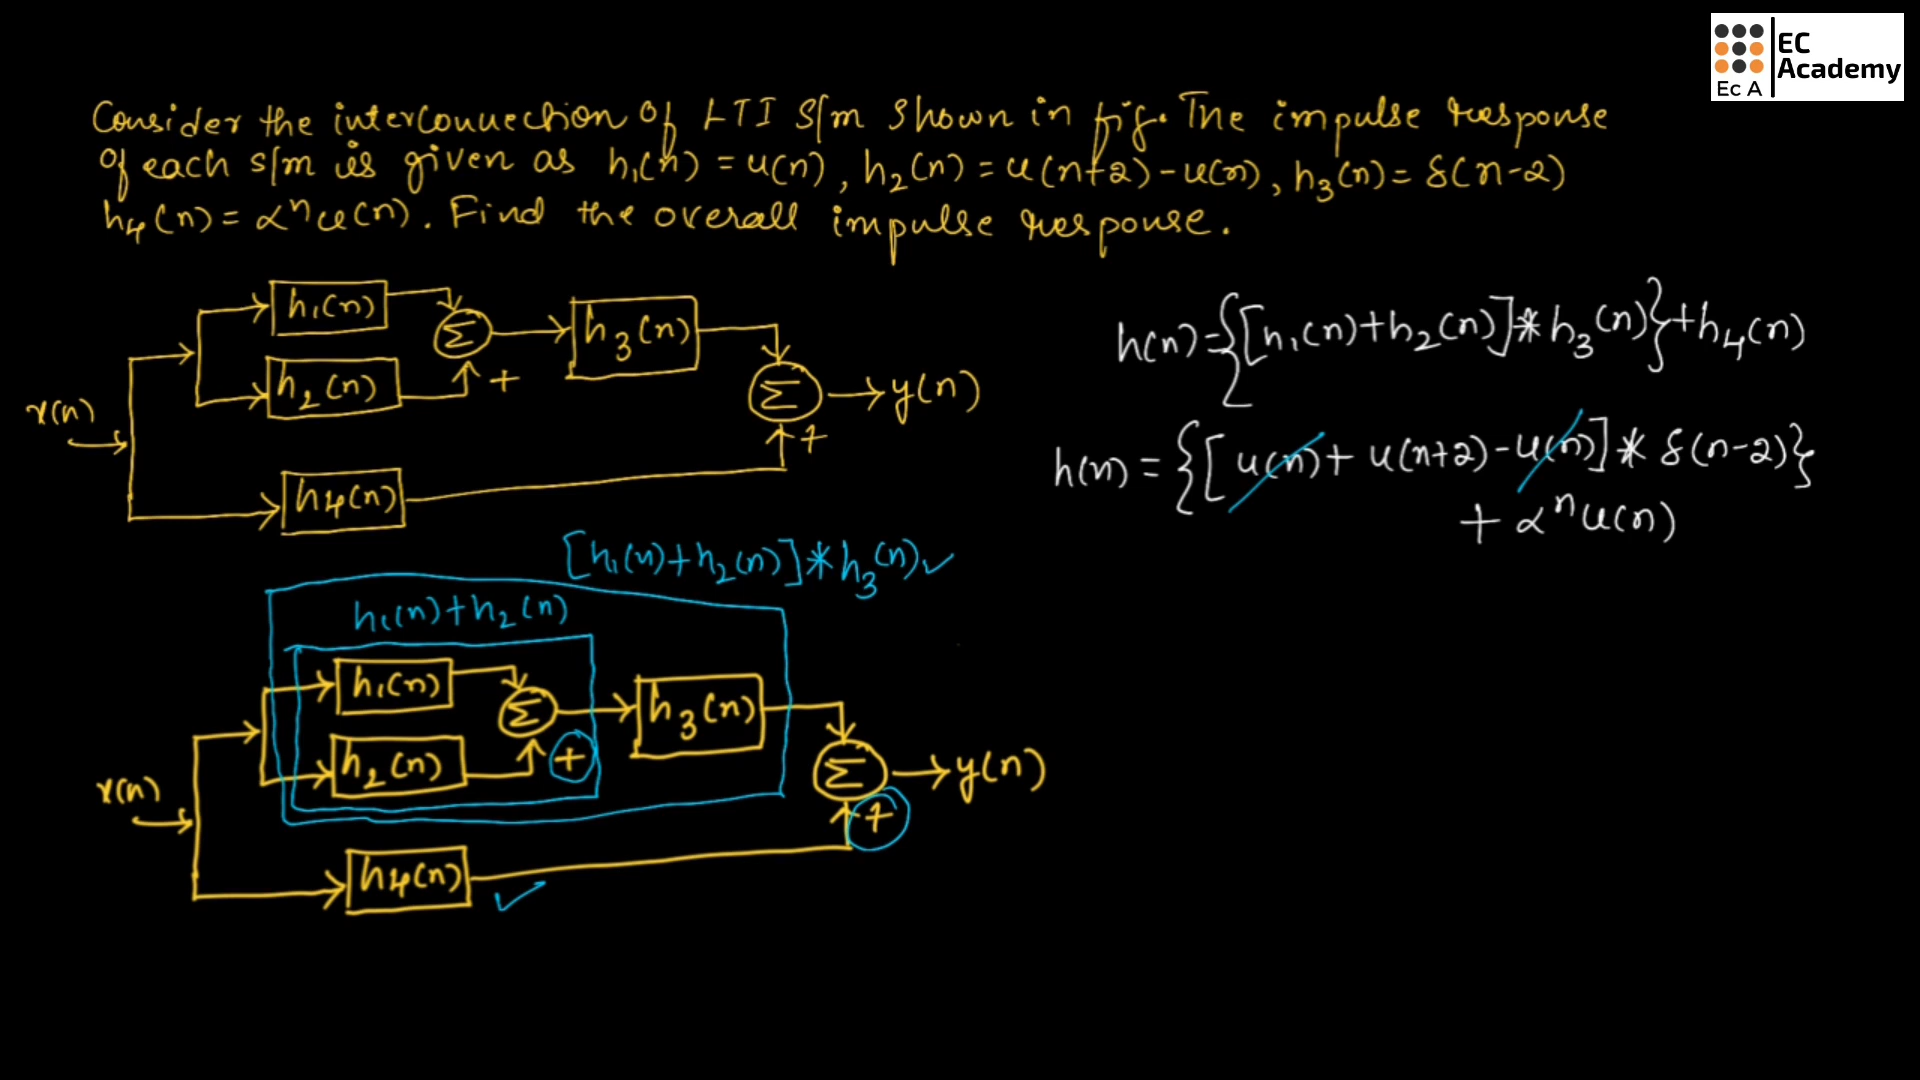 EC
Academy
Ec A
Consider the interconnection of LTI S/m shown in fig. The impulse response
of each s/m is given as h₁(n) = u(n), h₂(n) = u(n+2) - u(n), h₃(n) = δ(n-2)
h₄(n) = αⁿu(n). Find the overall impulse response.
h₁(n)
Σ
h₃(n)
h₂(n)
+
x(n)
Σ
y(n)
+
h₄(n)
h(n) = {[h₁(n)+h₂(n)] * h₃(n)} + h₄(n)
h(n) = {[u(n) + u(n+2) - u(n)] * δ(n-2)}
+ αⁿu(n)
[h₁(n)+h₂(n)] * h₃(n) ✓
h₁(n)+h₂(n)
h₁(n)
Σ
h₃(n)
h₂(n)
+
x(n)
Σ
y(n)
+
h₄(n)
✓